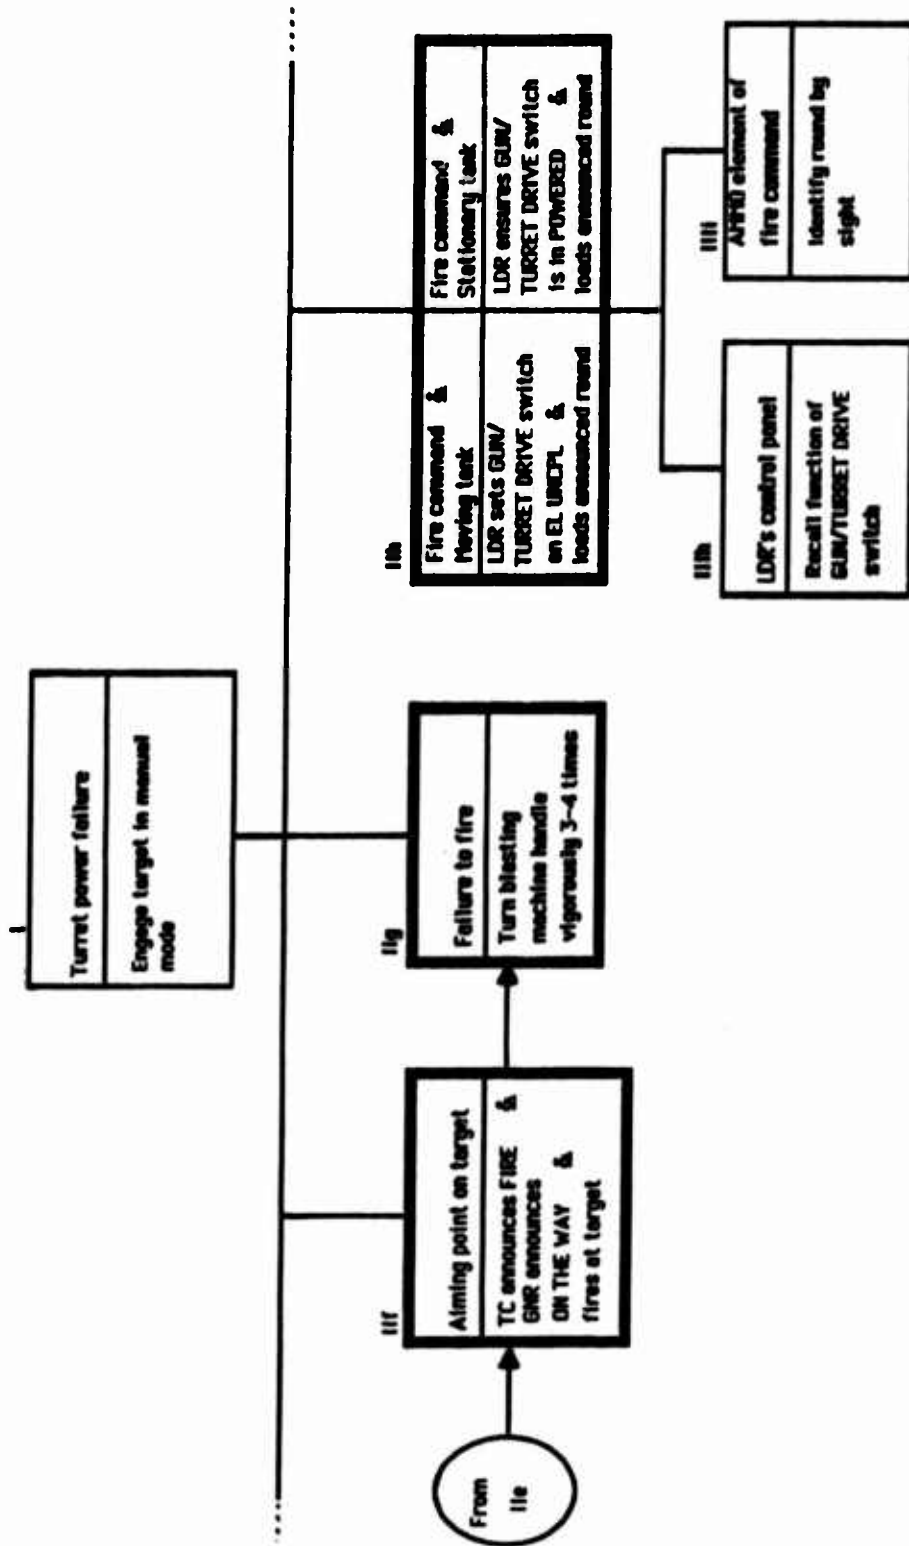 I
Turret power failure
Engage target in manual
mode
From
IIe
IIf
Aiming point on target
TC announces FIRE &
GNR announces
ON THE WAY &
fires at target
IIg
Failure to fire
Turn blasting
machine handle
vigorously 3-4 times
IIh
Fire command &
Moving tank
LDR sets GUN/
TURRET DRIVE switch
on EL UNCPL &
loads announced round
Fire command &
Stationary tank
LDR ensures GUN/
TURRET DRIVE switch
is in POWERED &
loads announced round
IIIh
LDR's control panel
Recall function of
GUN/TURRET DRIVE
switch
IIIi
AMMO element of
fire command
Identify round by
sight